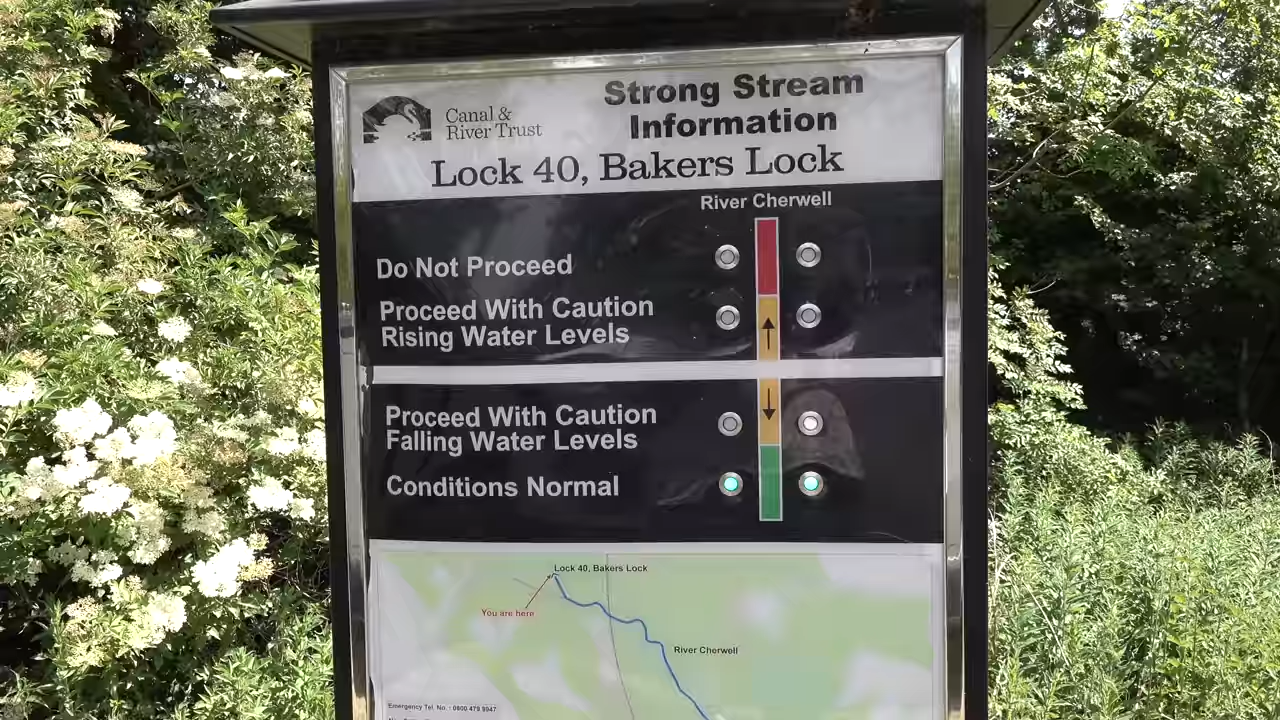 Canal &
River Trust
Strong Stream
Information
Lock 40, Bakers Lock
River Cherwell
Do Not Proceed
Proceed With Caution
Rising Water Levels
Proceed With Caution
Falling Water Levels
Conditions Normal
Lock 40, Bakers Lock
You are here
River Cherwell
Emergency Tel. No. : 0800 479 9947